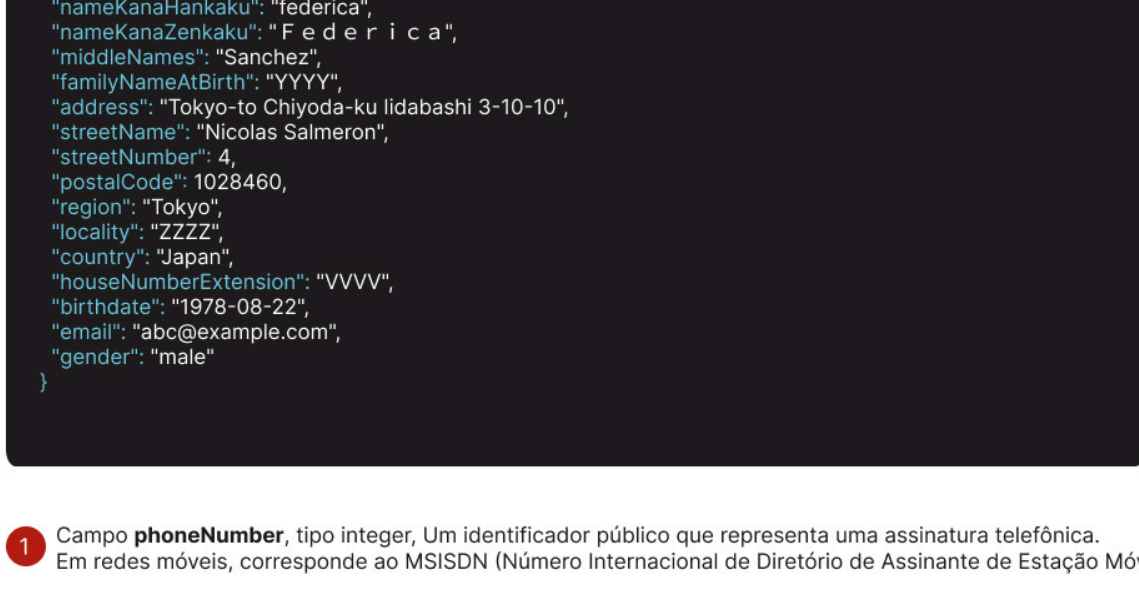 "nameKanaHankaku": "federica",
"nameKanaZenkaku": "Ｆｅｄｅｒｉｃａ",
"middleNames": "Sanchez",
"familyNameAtBirth": "YYYY",
"address": "Tokyo-to Chiyoda-ku Iidabashi 3-10-10",
"streetName": "Nicolas Salmeron",
"streetNumber": 4,
"postalCode": 1028460,
"region": "Tokyo",
"locality": "ZZZZ",
"country": "Japan",
"houseNumberExtension": "VVVV",
"birthdate": "1978-08-22",
"email": "abc@example.com",
"gender": "male"
}
1 Campo phoneNumber, tipo integer, Um identificador público que representa uma assinatura telefônica.
Em redes móveis, corresponde ao MSISDN (Número Internacional de Diretório de Assinante de Estação